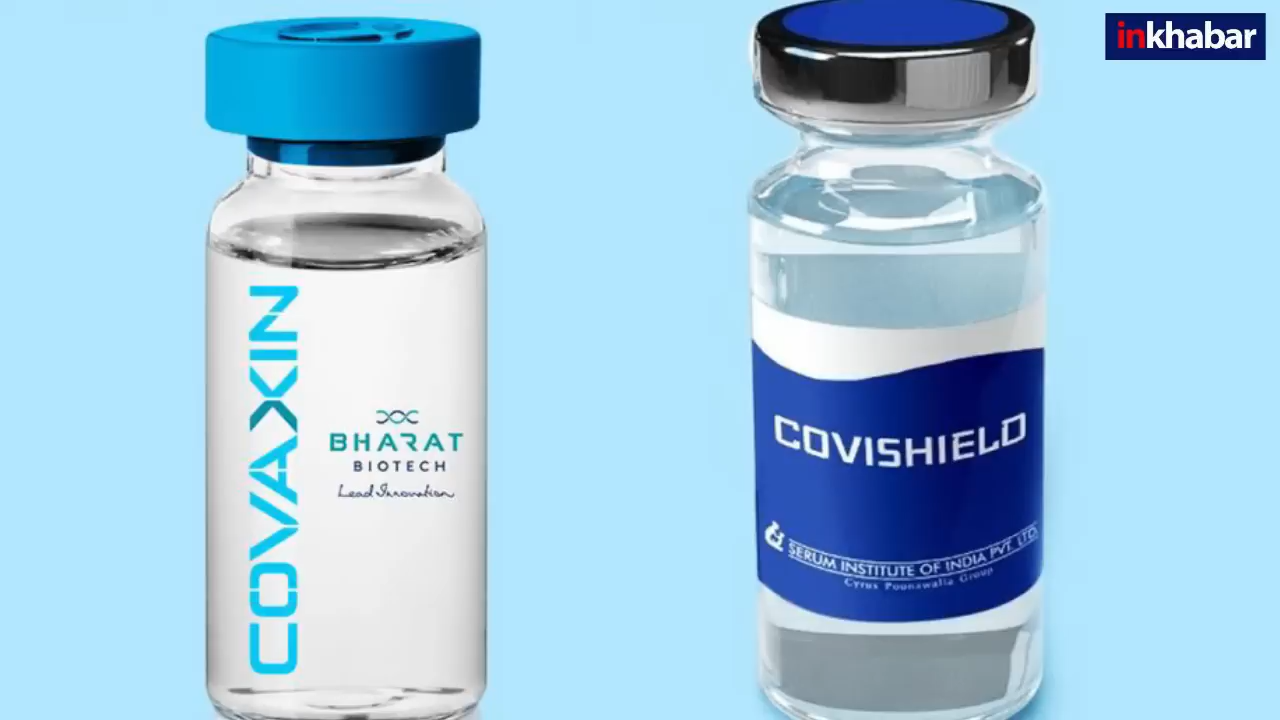 inkhabar
COVAXIN
BHARAT
BIOTECH
Lead Innovation
COVISHIELD
SERUM INSTITUTE OF INDIA PVT. LTD.
Cyrus Poonawalla Group